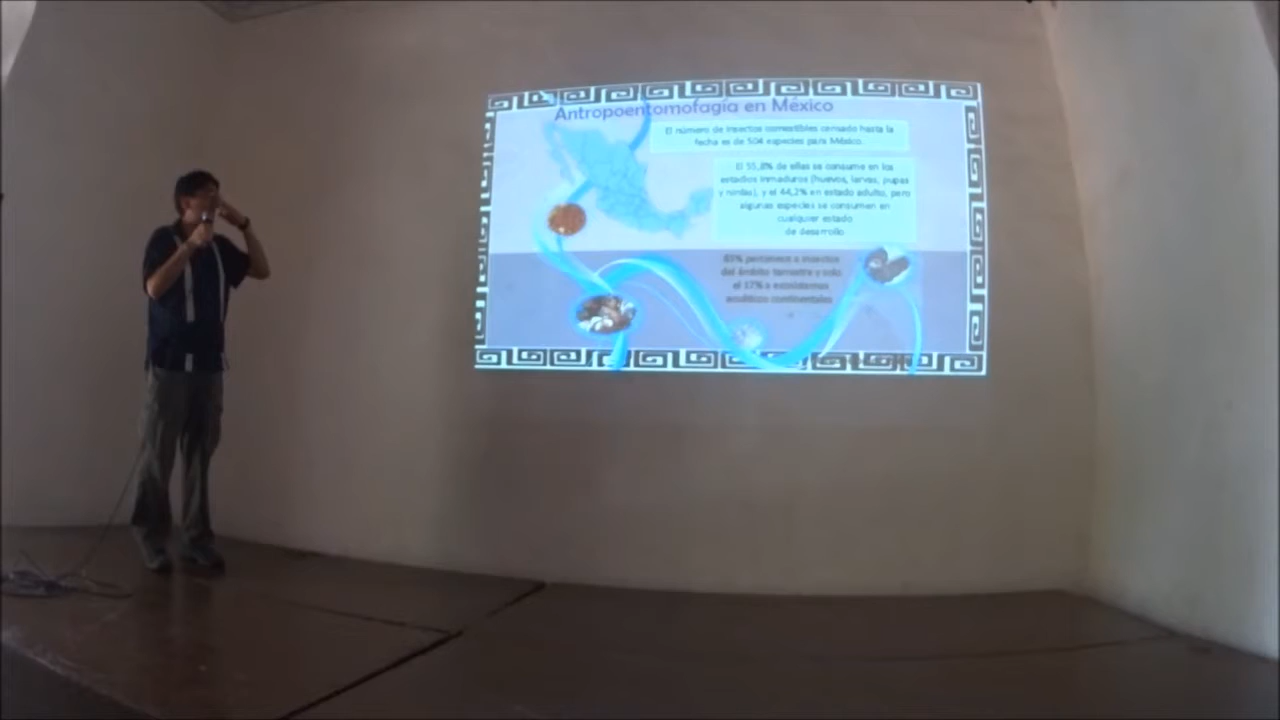 Antropoentomofagía en México
El número de insectos comestibles censado hasta la
fecha es de 504 especies para México.
El 55,8% de ellas se consume en los
estadios inmaduros (huevos, larvas, pupas
y ninfas), y el 44,2% en estado adulto, pero
algunas especies se consumen en
cualquier estado
de desarrollo
83% pertenece a insectos
del ámbito terrestre y solo
el 17% a ecosistemas
acuáticos continentales